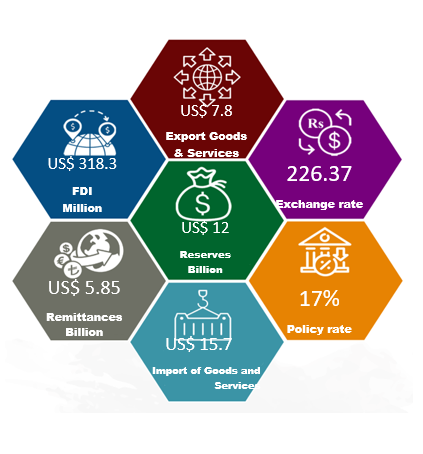 US$ 7.8
Export Goods
& Services
US$ 318.3
FDI
Million
Rs
226.37
Exchange rate
US$ 12
Reserves
Billion
US$ 5.85
Remittances
Billion
17%
Policy rate
US$ 15.7
Import of Goods and
Services